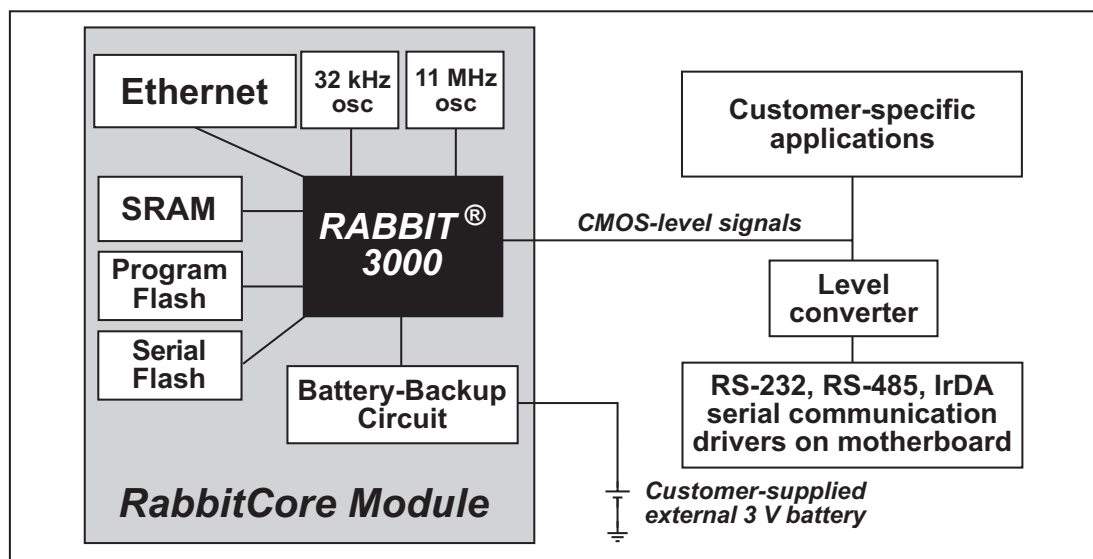 Ethernet
32 kHz
osc
11 MHz
osc
SRAM
Program
Flash
Serial
Flash
RABBIT ®
3000
Battery-Backup
Circuit
RabbitCore Module
CMOS-level signals
Customer-specific
applications
Level
converter
RS-232, RS-485, IrDA
serial communication
drivers on motherboard
Customer-supplied
external 3 V battery